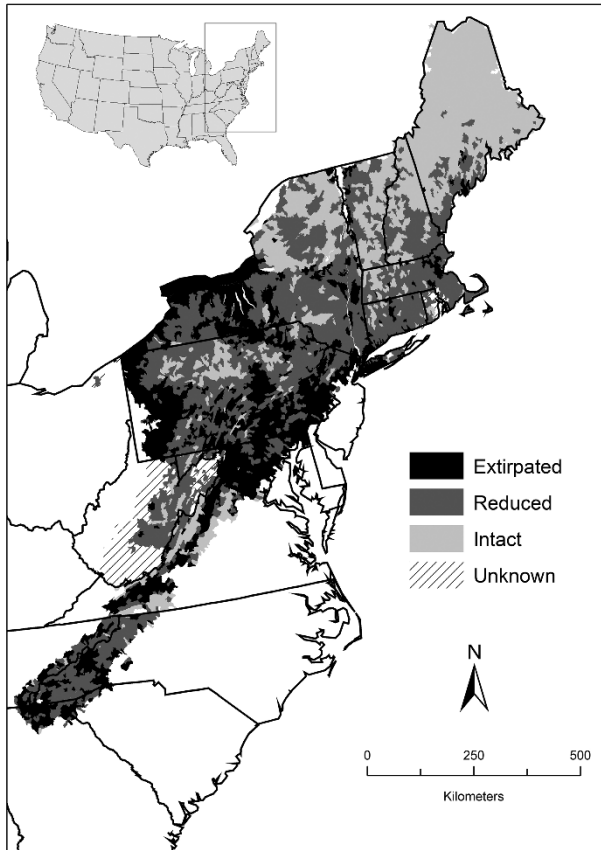 Extirpated
Reduced
Intact
Unknown
N
0 250 500
Kilometers